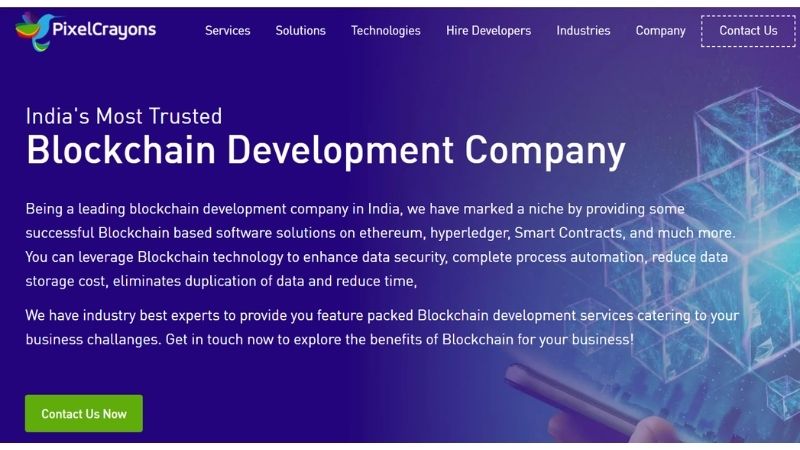 PixelCrayons
Services
Solutions
Technologies
Hire Developers
Industries
Company
Contact Us
India's Most Trusted
Blockchain Development Company
Being a leading blockchain development company in India, we have marked a niche by providing some
successful Blockchain based software solutions on ethereum, hyperledger, Smart Contracts, and much more.
You can leverage Blockchain technology to enhance data security, complete process automation, reduce data
storage cost, eliminates duplication of data and reduce time,
We have industry best experts to provide you feature packed Blockchain development services catering to your
business challanges. Get in touch now to explore the benefits of Blockchain for your business!
Contact Us Now